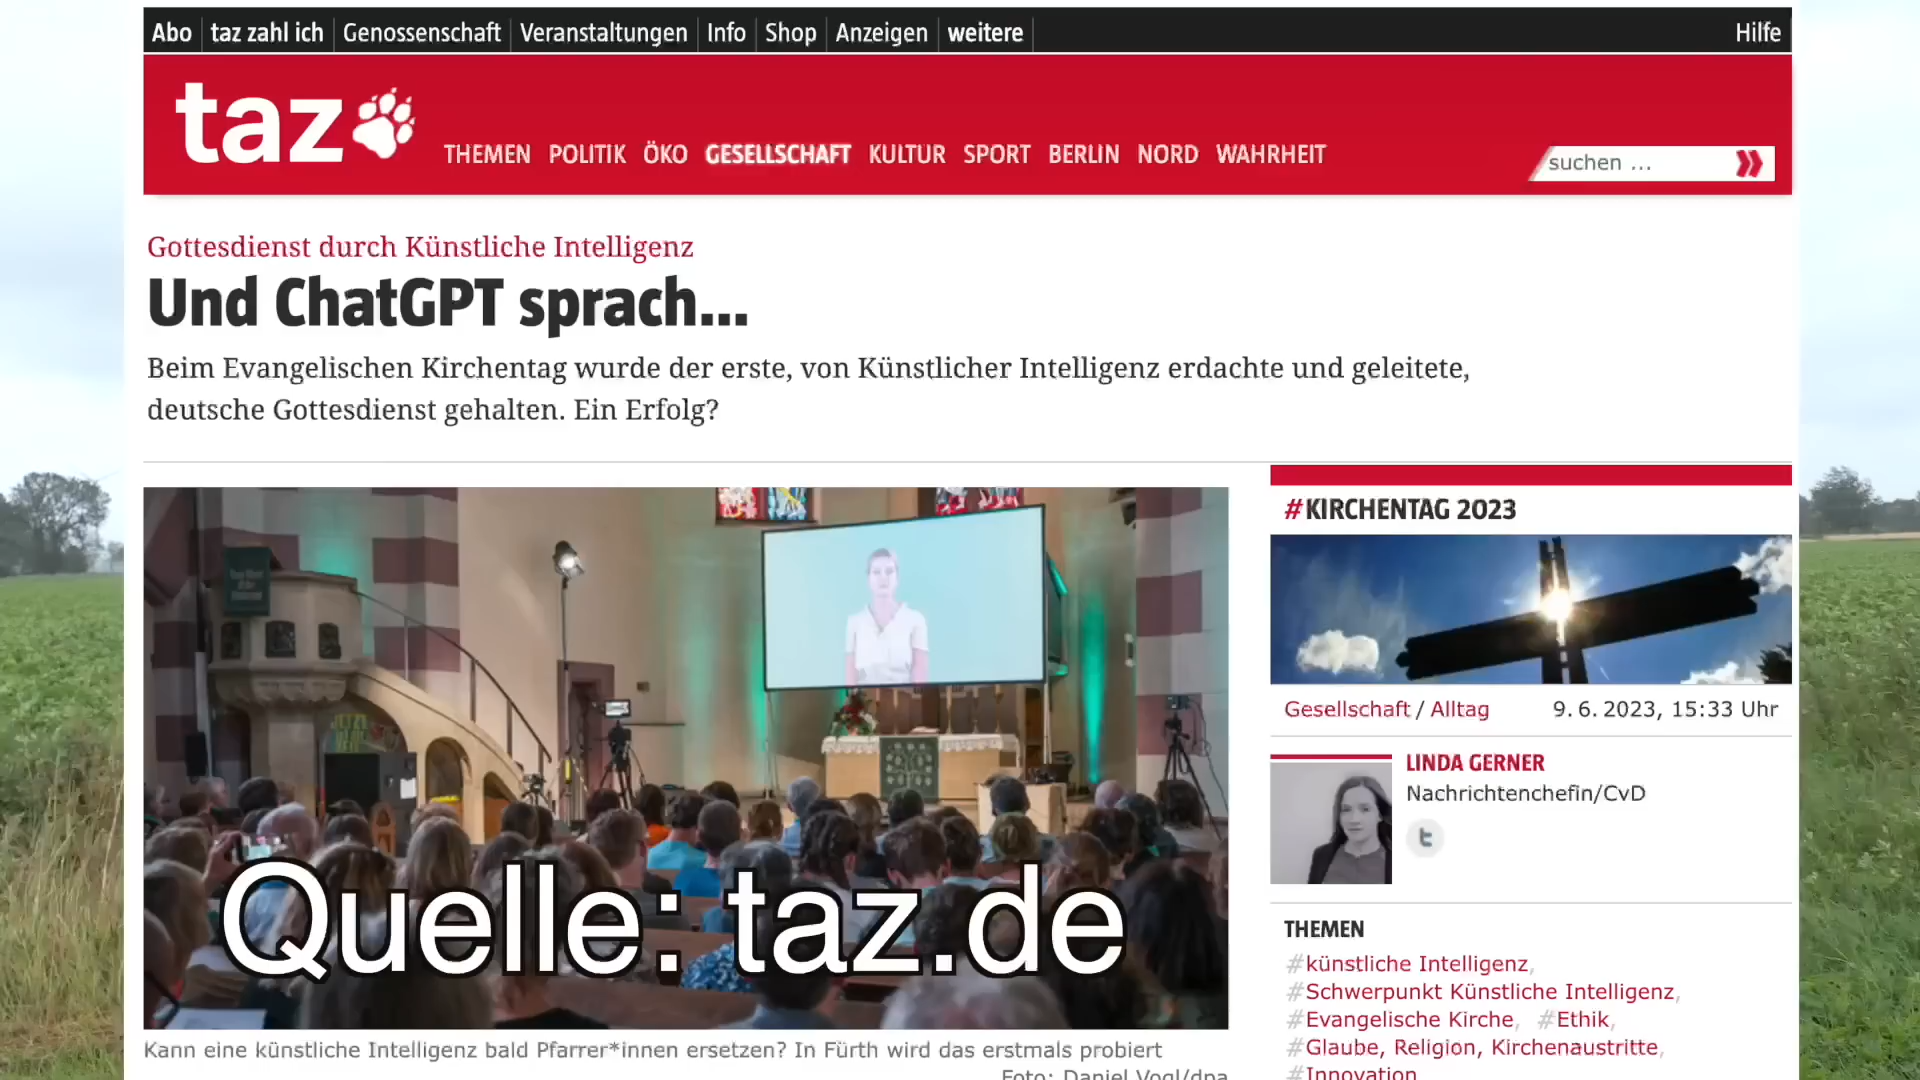 Abo taz zahl ich Genossenschaft Veranstaltungen Info Shop Anzeigen weitere Hilfe
taz
THEMEN POLITIK ÖKO GESELLSCHAFT KULTUR SPORT BERLIN NORD WAHRHEIT
suchen ...
Gottesdienst durch Künstliche Intelligenz
Und ChatGPT sprach...
Beim Evangelischen Kirchentag wurde der erste, von Künstlicher Intelligenz erdachte und geleitete,
deutsche Gottesdienst gehalten. Ein Erfolg?
Quelle: taz.de
Kann eine künstliche Intelligenz bald Pfarrer*innen ersetzen? In Fürth wird das erstmals probiert
Foto: Daniel Vogl/dpa
#KIRCHENTAG 2023
Gesellschaft / Alltag 9. 6. 2023, 15:33 Uhr
LINDA GERNER
Nachrichtenchefin/CvD
THEMEN
#künstliche Intelligenz,
#Schwerpunkt Künstliche Intelligenz,
#Evangelische Kirche, #Ethik,
#Glaube, Religion, Kirchenaustritte,
#Innovation